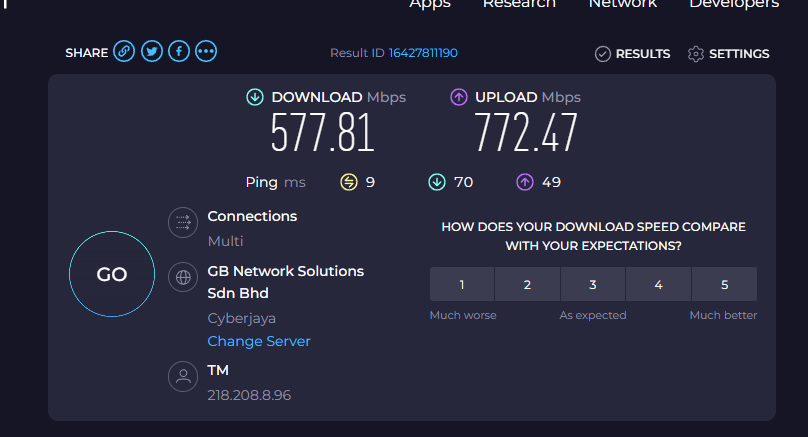 Apps Research Network Developers
SHARE
Result ID 16427811190
RESULTS SETTINGS
DOWNLOAD Mbps
577.81
UPLOAD Mbps
772.47
Ping ms 9 70 49
GO
Connections
Multi
GB Network Solutions
Sdn Bhd
Cyberjaya
Change Server
TM
218.208.8.96
HOW DOES YOUR DOWNLOAD SPEED COMPARE
WITH YOUR EXPECTATIONS?
1 2 3 4 5
Much worse As expected Much better